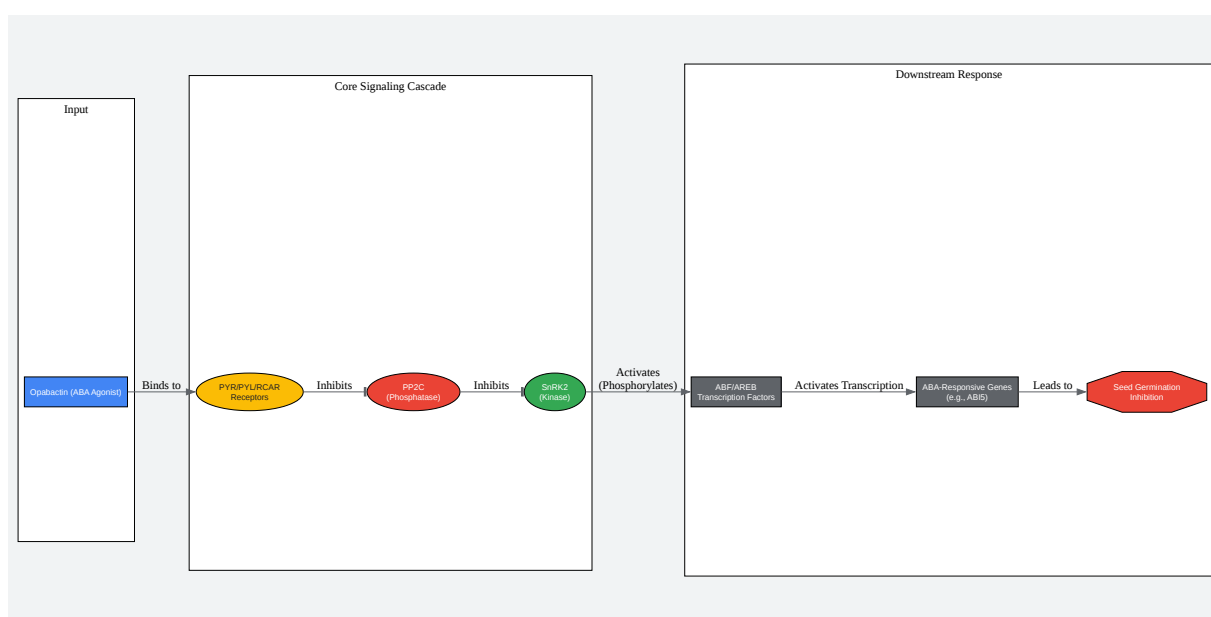 Input
Core Signaling Cascade
Downstream Response
Opabactin (ABA Agonist)
Binds to
PYR/PYL/RCAR
Receptors
Inhibits
PP2C
(Phosphatase)
Inhibits
SnRK2
(Kinase)
Activates
(Phosphorylates)
ABF/AREB
Transcription Factors
Activates Transcription
ABA-Responsive Genes
(e.g., ABI5)
Leads to
Seed Germination
Inhibition